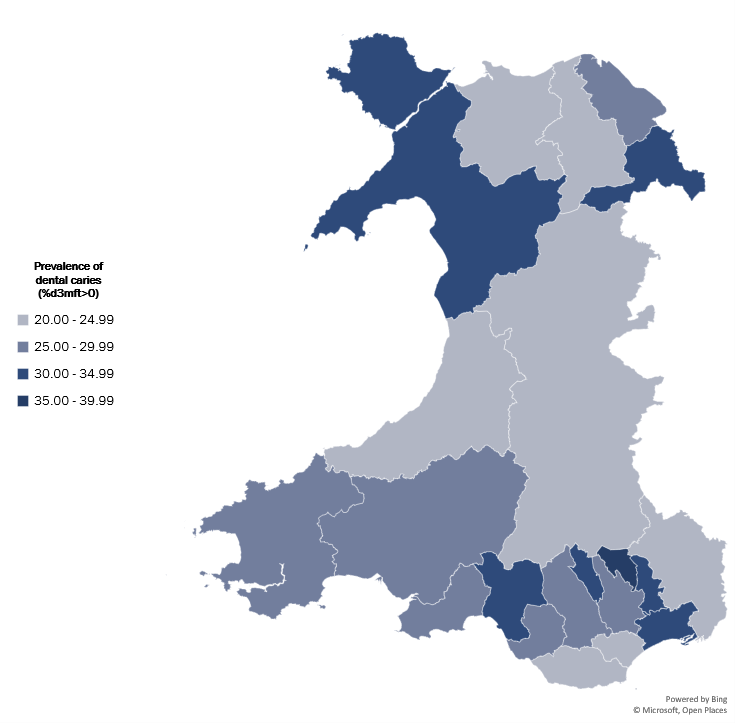 Prevalence of
dental caries
(%d3mft>0)
20.00 - 24.99
25.00 - 29.99
30.00 - 34.99
35.00 - 39.99
Powered by Bing
© Microsoft, Open Places